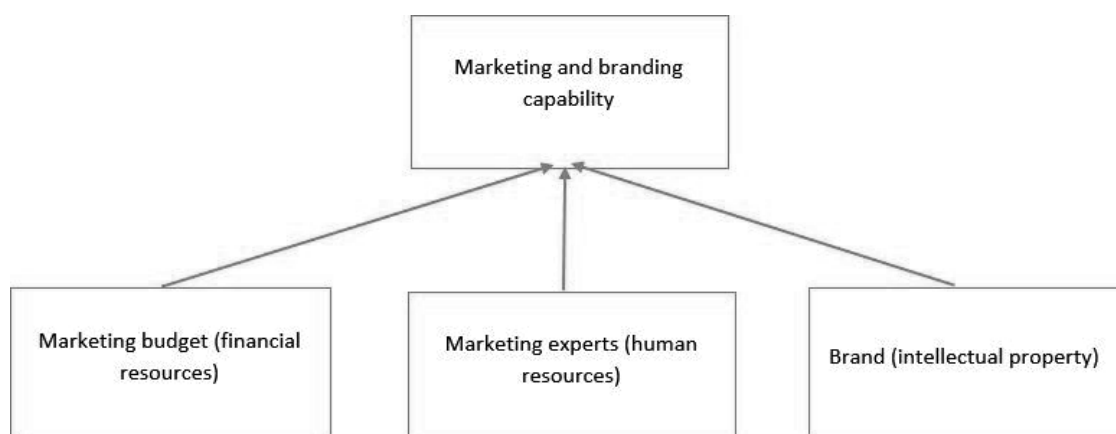 Marketing and branding
capability
Marketing budget (financial
resources)
Marketing experts (human
resources)
Brand (intellectual property)